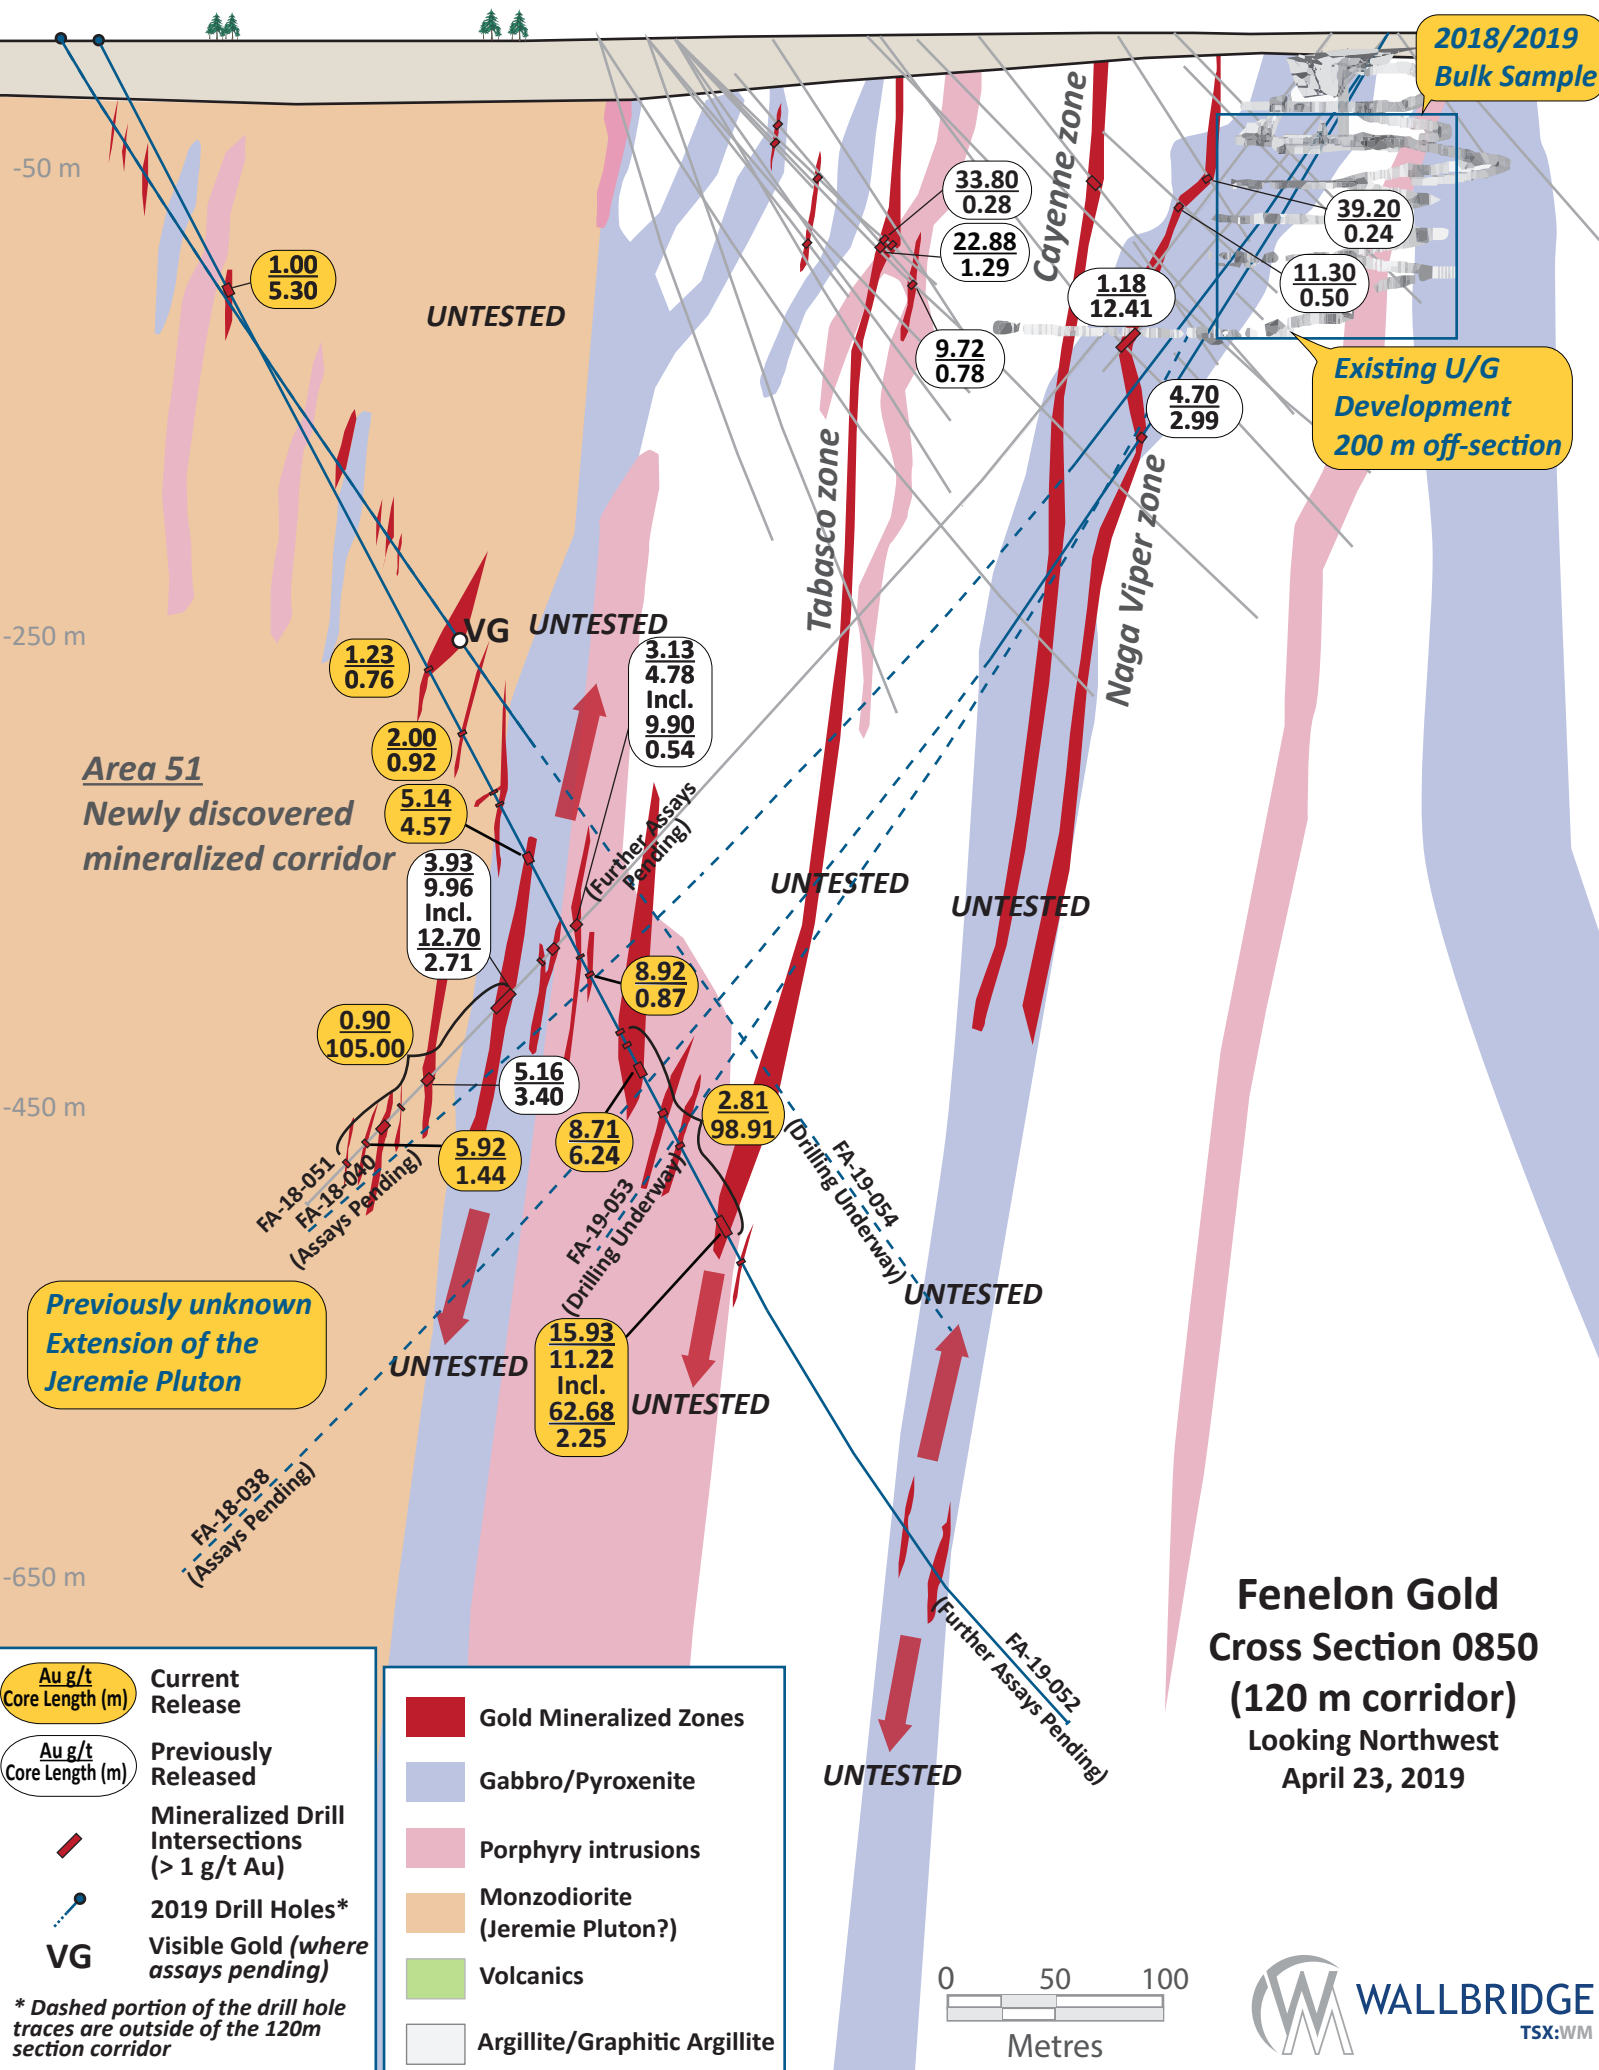 2018/2019
Bulk Sample
-50 m
-250 m
-450 m
-650 m
1.00
5.30
UNTESTED
33.80
0.28
22.88
1.29
9.72
0.78
Cayenne zone
39.20
0.24
11.30
0.50
1.18
12.41
4.70
2.99
Existing U/G
Development
200 m off-section
Tabasco zone
Naga Viper zone
VG
UNTESTED
1.23
0.76
2.00
0.92
5.14
4.57
3.13
4.78
Incl.
9.90
0.54
Area 51
Newly discovered
mineralized corridor
(Further Assays
Pending)
3.93
9.96
Incl.
12.70
2.71
UNTESTED
UNTESTED
8.92
0.87
0.90
105.00
5.16
3.40
5.92
1.44
8.71
6.24
2.81
98.91
FA-18-051
FA-18-040
(Assays Pending)
FA-19-053
(Drilling Underway)
FA-19-054
(Drilling Underway)
Previously unknown
Extension of the
Jeremie Pluton
UNTESTED
15.93
11.22
Incl.
62.68
2.25
UNTESTED
UNTESTED
FA-18-038
(Assays Pending)
FA-19-052
(Further Assays Pending)
UNTESTED
Fenelon Gold
Cross Section 0850
(120 m corridor)
Looking Northwest
April 23, 2019
Au g/t
Core Length (m)
Current
Release
Au g/t
Core Length (m)
Previously
Released
Mineralized Drill
Intersections
(> 1 g/t Au)
2019 Drill Holes*
VG
Visible Gold (where
assays pending)
* Dashed portion of the drill hole
traces are outside of the 120m
section corridor
Gold Mineralized Zones
Gabbro/Pyroxenite
Porphyry intrusions
Monzodiorite
(Jeremie Pluton?)
Volcanics
Argillite/Graphitic Argillite
0 50 100
Metres
WALLBRIDGE
TSX:WM